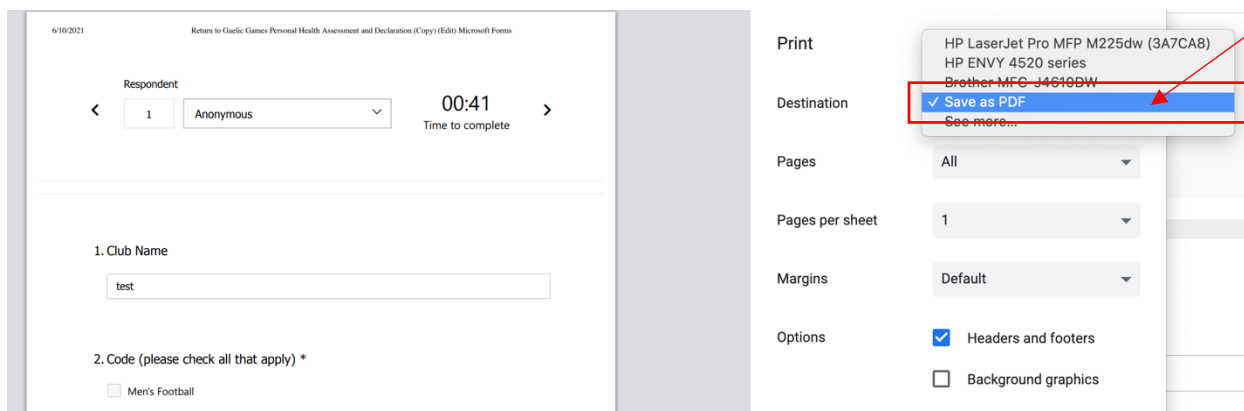 6/10/2021 Return to Gaelic Games Personal Health Assessment and Declaration (Copy) (Edit) Microsoft Forms
Respondent
1 Anonymous
00:41
Time to complete
1. Club Name
test
2. Code (please check all that apply) *
Men's Football
Print
HP LaserJet Pro MFP M225dw (3A7CA8)
HP ENVY 4520 series
Brother MFC-J4610DW
Destination
✓ Save as PDF
See more...
Pages All
Pages per sheet 1
Margins Default
Options Headers and footers
Background graphics